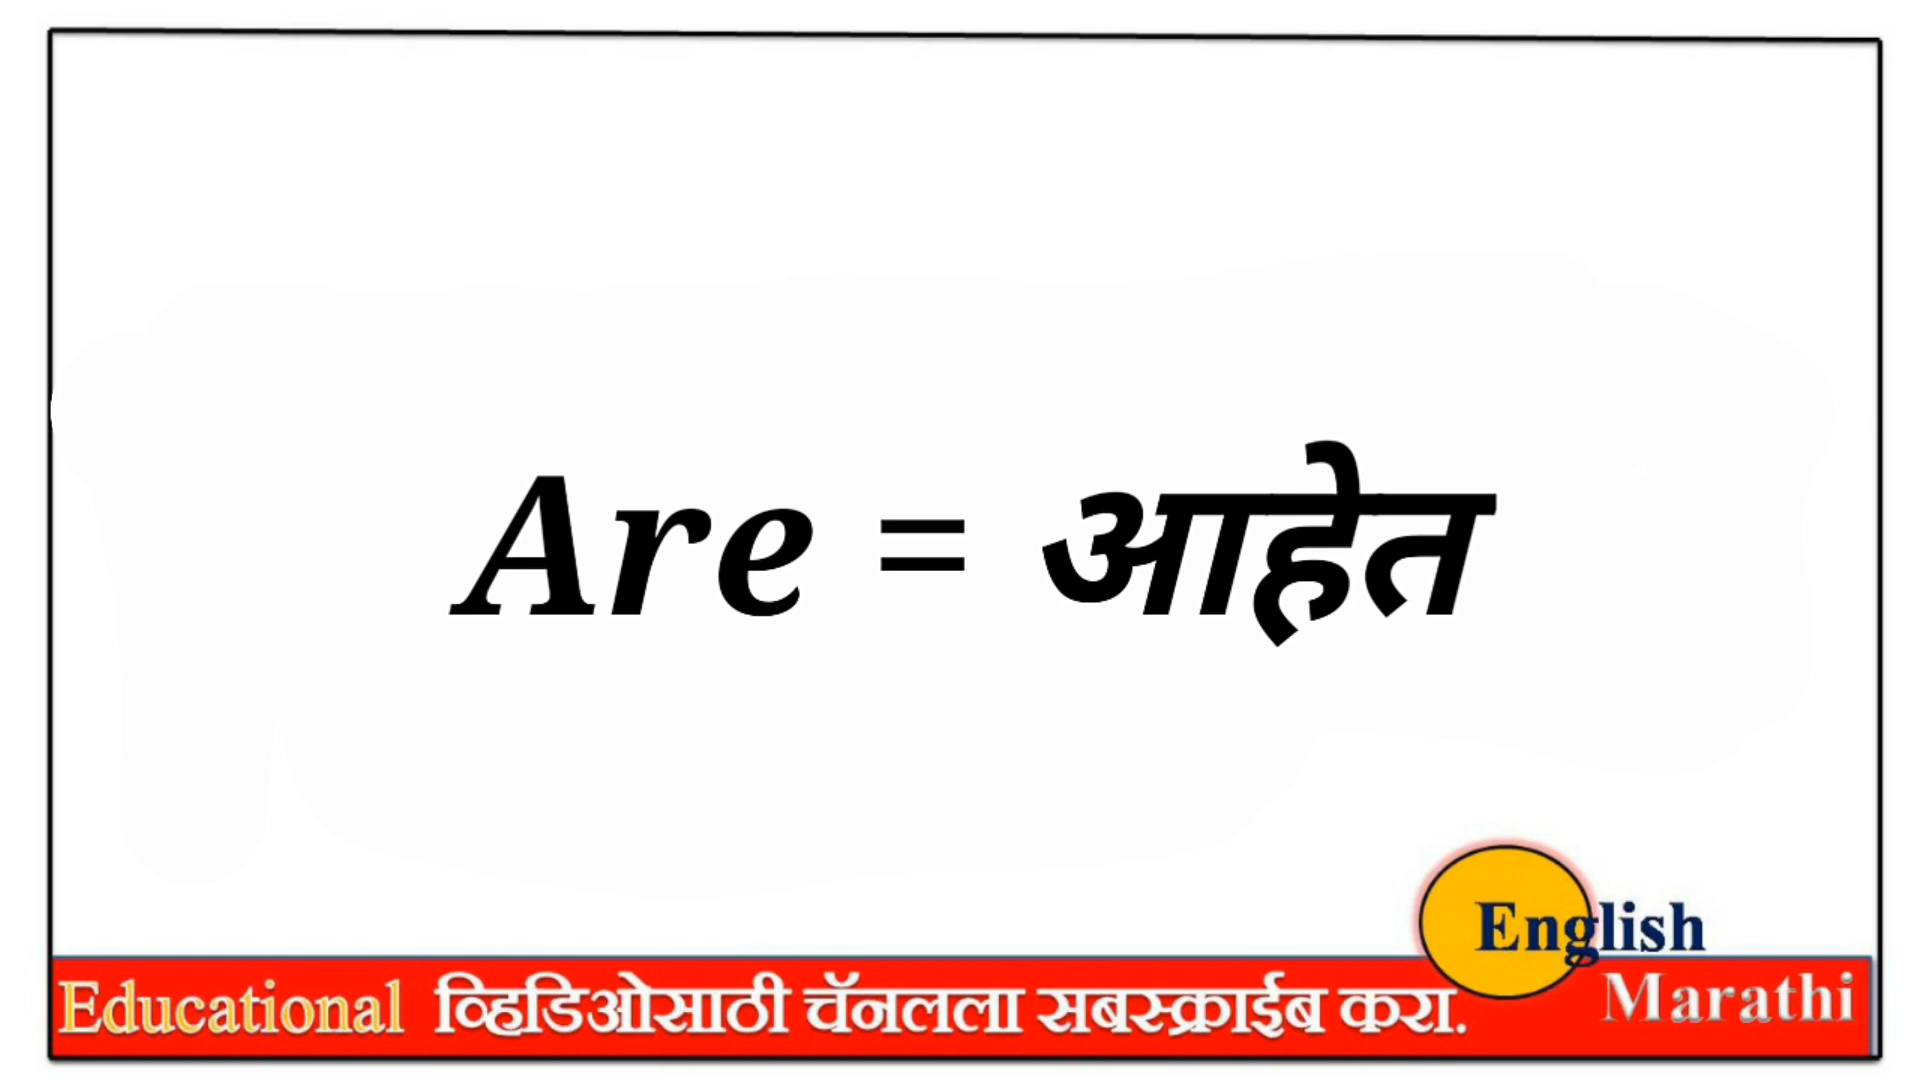 Are = आहेत
English
Educational व्हिडिओसाठी चॅनलला सबस्क्राईब करा.
Marathi